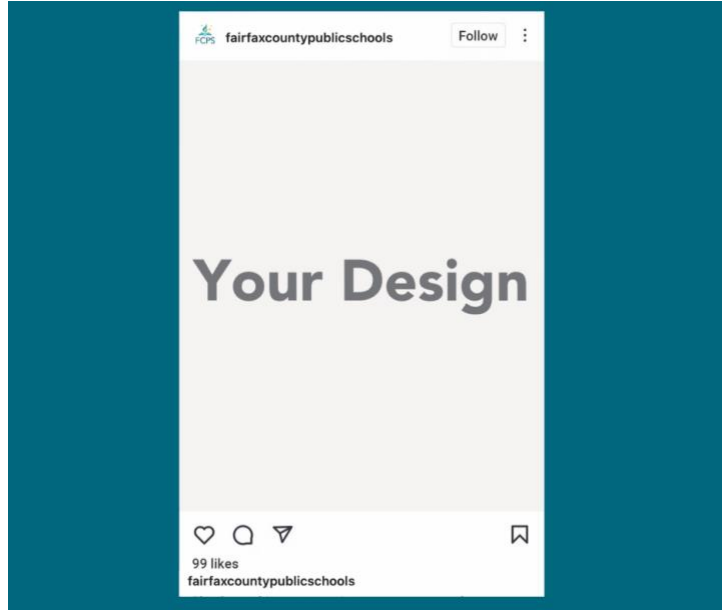 FCPS
fairfaxcountypublicschools
Follow
Your Design
99 likes
fairfaxcountypublicschools